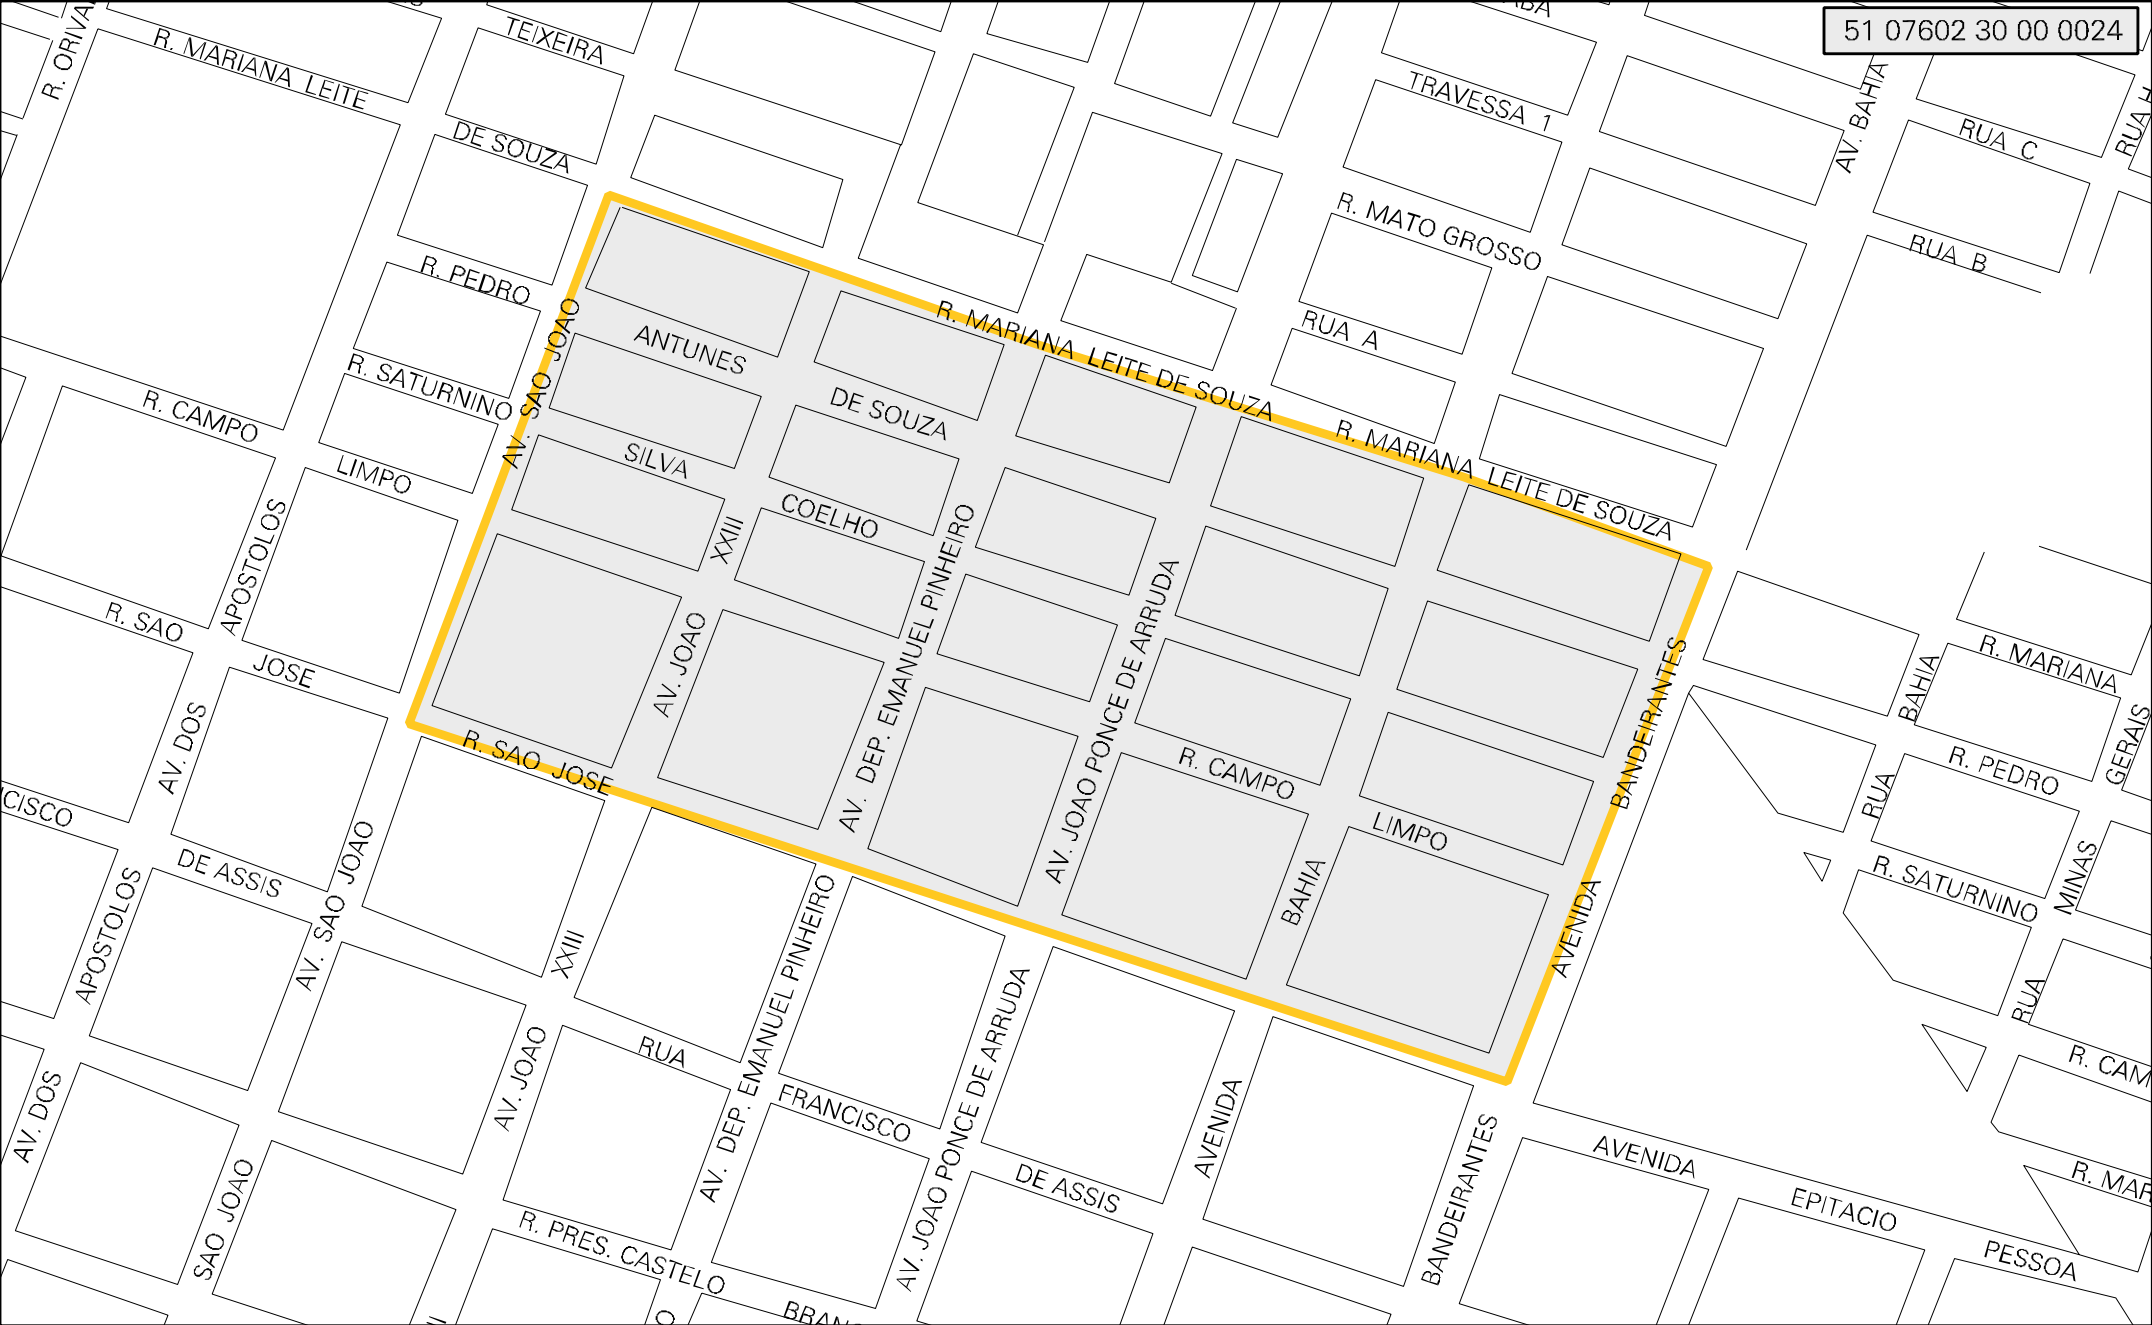 51 07602 30 00 0024
TEIXEIRA
R. MARIANA LEITE
DE SOUZA
TRAVESSA 1
AV. BAHIA
RUA C
R. MATO GROSSO
RUA B
R. PEDRO
AV. SAO JOAO
ANTUNES
R. MARIANA LEITE DE SOUZA
RUA A
R. SATURNINO
DE SOUZA
R. CAMPO
LIMPO
SILVA
COELHO
R. MARIANA LEITE DE SOUZA
XXIII
AV. JOAO
AV. DEP. EMANUEL PINHEIRO
AV. JOAO PONCE DE ARRUDA
APOSTOLOS
R. SAO
JOSE
AV. DOS
R. SAO JOSE
R. CAMPO
LIMPO
BAHIA
AVENIDA
BANDEIRANTES
R. MARIANA
BAHIA
RUA
R. PEDRO
GERAIS
R. SATURNINO
MINAS
RUA
R. CAM
R. MAR
CISCO
DE ASSIS
APOSTOLOS
AV. DOS
AV. SAO JOAO
SAO JOAO
XXIII
AV. JOAO
RUA
AV. DEP. EMANUEL PINHEIRO
FRANCISCO
AV. JOAO PONCE DE ARRUDA
DE ASSIS
AVENIDA
BANDEIRANTES
R. PRES. CASTELO
AVENIDA
EPITACIO
PESSOA